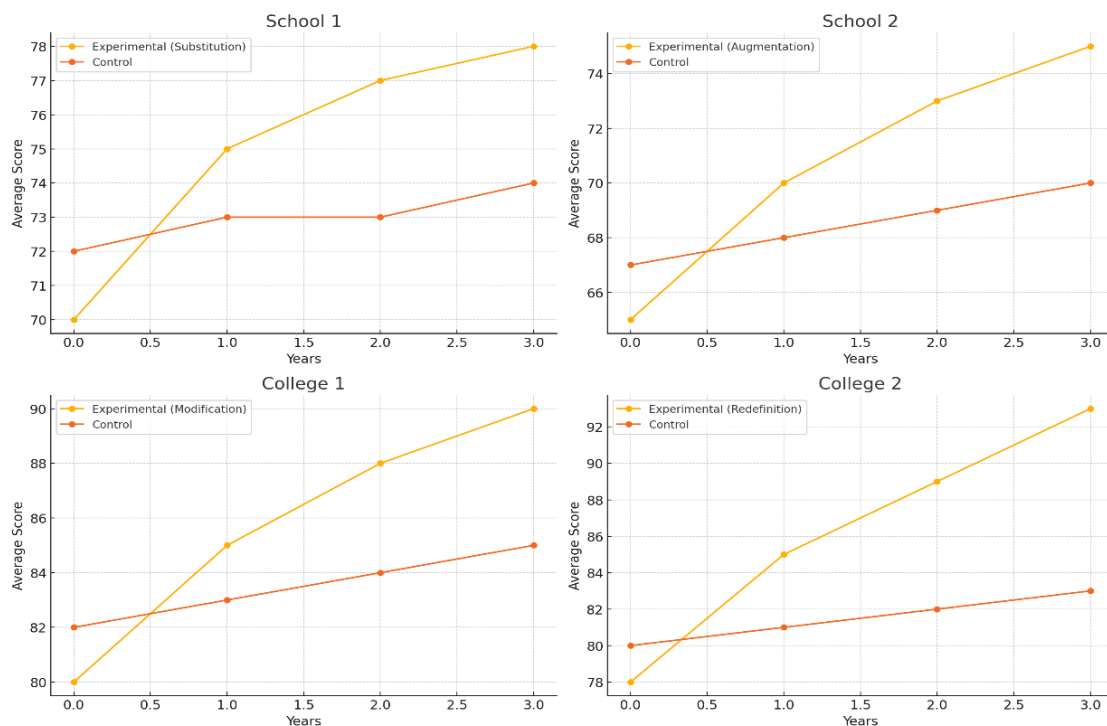 School 1
Experimental (Substitution)
Control
78
77
76
75
74
73
72
71
70
Average Score
0.0 0.5 1.0 1.5 2.0 2.5 3.0
Years
School 2
Experimental (Augmentation)
Control
74
72
70
68
66
Average Score
0.0 0.5 1.0 1.5 2.0 2.5 3.0
Years
College 1
Experimental (Modification)
Control
90
88
86
84
82
80
Average Score
0.0 0.5 1.0 1.5 2.0 2.5 3.0
Years
College 2
Experimental (Redefinition)
Control
92
90
88
86
84
82
80
78
Average Score
0.0 0.5 1.0 1.5 2.0 2.5 3.0
Years